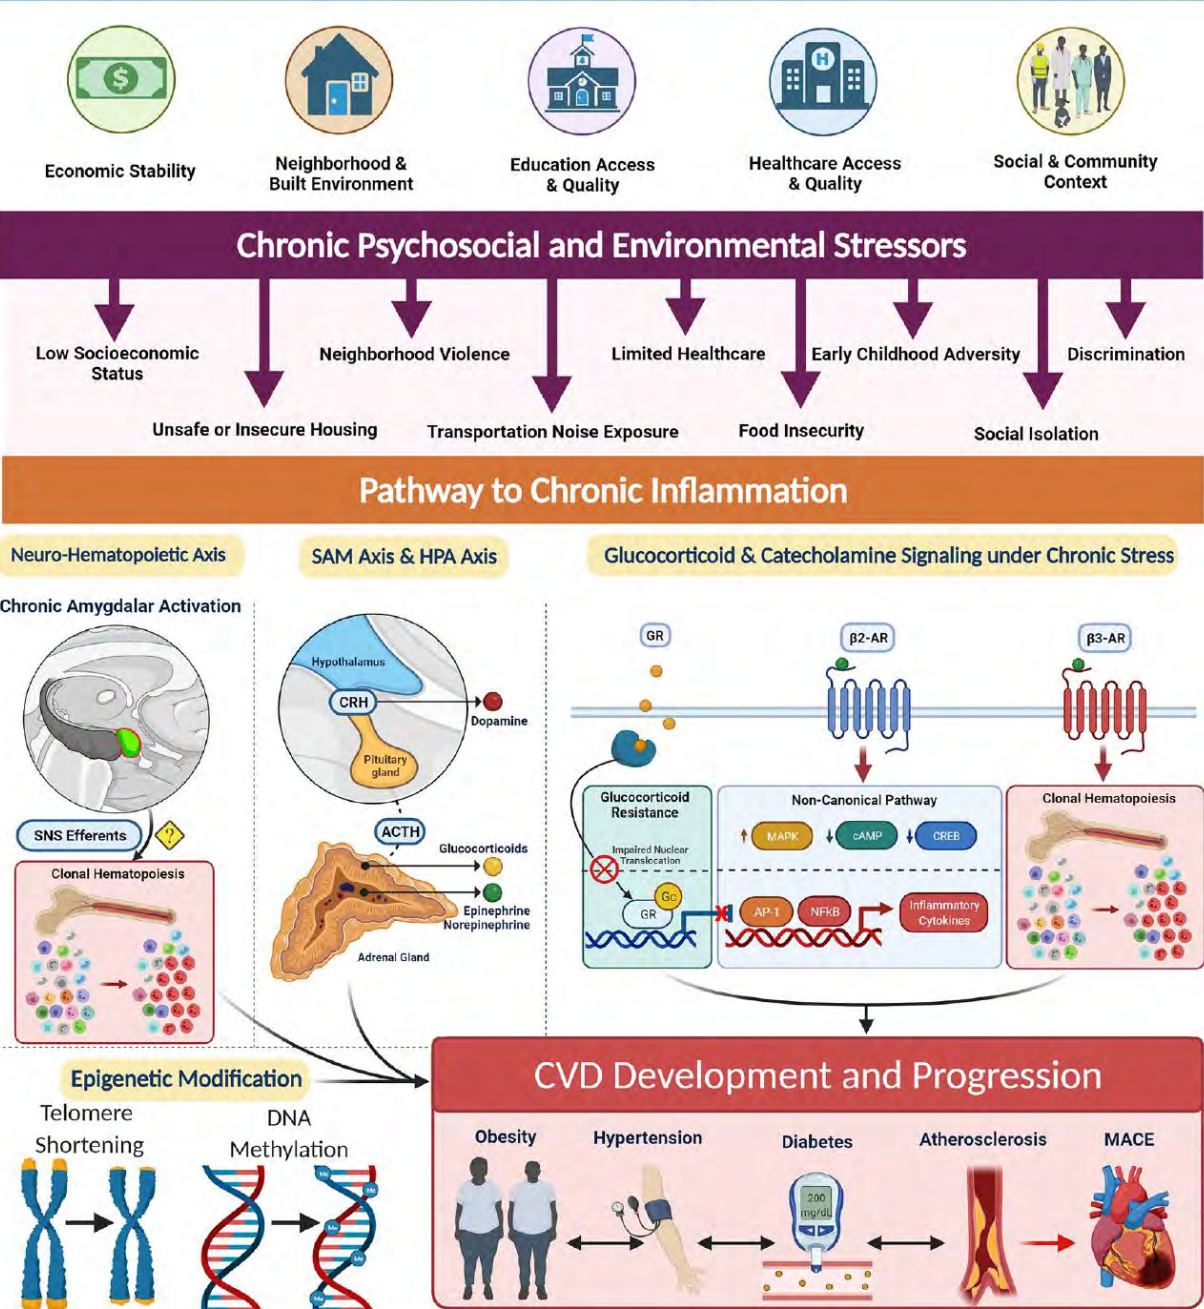 Economic Stability
Neighborhood &
Built Environment
Education Access
& Quality
Healthcare Access
& Quality
Social & Community
Context
Chronic Psychosocial and Environmental Stressors
Low Socioeconomic
Status
Neighborhood Violence
Limited Healthcare
Early Childhood Adversity
Discrimination
Unsafe or Insecure Housing
Transportation Noise Exposure
Food Insecurity
Social Isolation
Pathway to Chronic Inflammation
Neuro-Hematopoietic Axis
Chronic Amygdalar Activation
SNS Efferents
?
Clonal Hematopoiesis
SAM Axis & HPA Axis
Hypothalamus
CRH
Dopamine
Pituitary
gland
ACTH
Glucocorticoids
Epinephrine
Norepinephrine
Adrenal Gland
Glucocorticoid & Catecholamine Signaling under Chronic Stress
GR
β2-AR
β3-AR
Glucocorticoid
Resistance
Impaired Nuclear
Translocation
Gc
GR
Non-Canonical Pathway
MAPK
cAMP
CREB
AP-1
NFkB
Inflammatory
Cytokines
Clonal Hematopoiesis
Epigenetic Modification
Telomere
Shortening
DNA
Methylation
Me
Me
Me
Me
Me
CVD Development and Progression
Obesity
Hypertension
Diabetes
Atherosclerosis
MACE
200
mg/dL
$
H